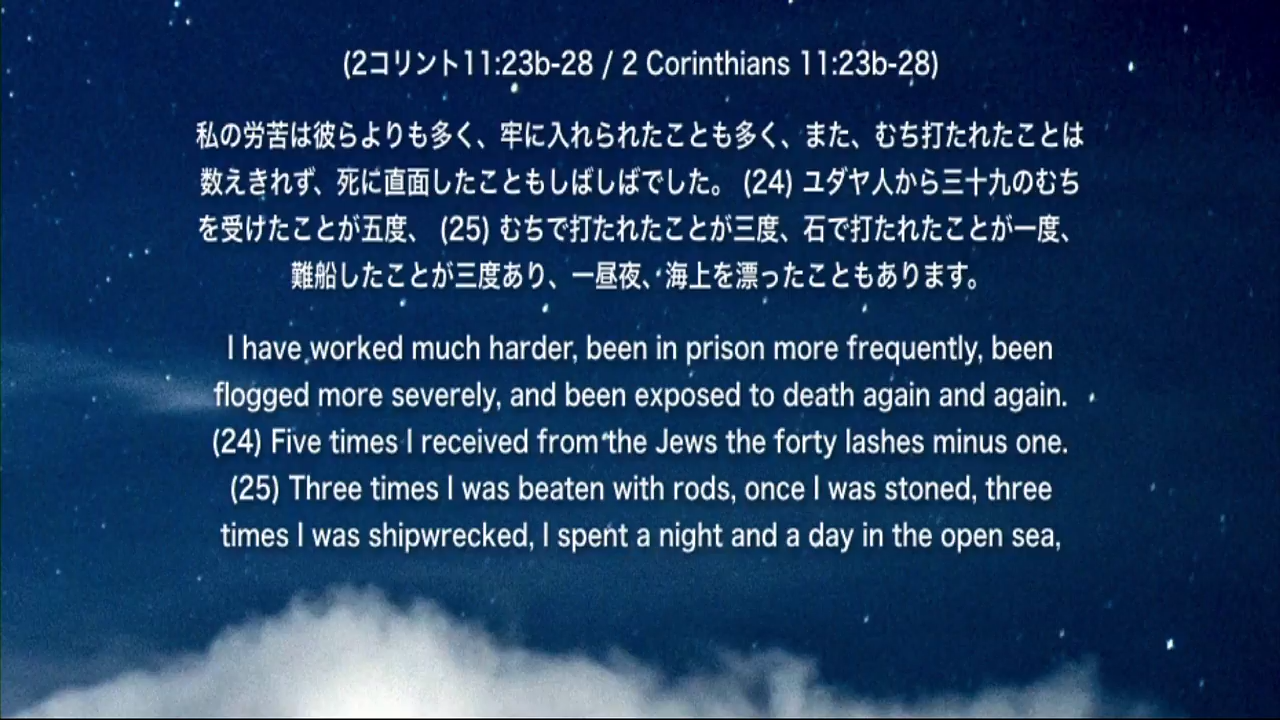 (2コリント11:23b-28 / 2 Corinthians 11:23b-28)
私の労苦は彼らよりも多く、牢に入れられたことも多く、また、むち打たれたことは
数えきれず、死に直面したこともしばしばでした。 (24) ユダヤ人から三十九のむち
を受けたことが五度、 (25) むちで打たれたことが三度、石で打たれたことが一度、
難船したことが三度あり、一昼夜、海上を漂ったこともあります。
I have worked much harder, been in prison more frequently, been
flogged more severely, and been exposed to death again and again.
(24) Five times I received from the Jews the forty lashes minus one.
(25) Three times I was beaten with rods, once I was stoned, three
times I was shipwrecked, I spent a night and a day in the open sea,